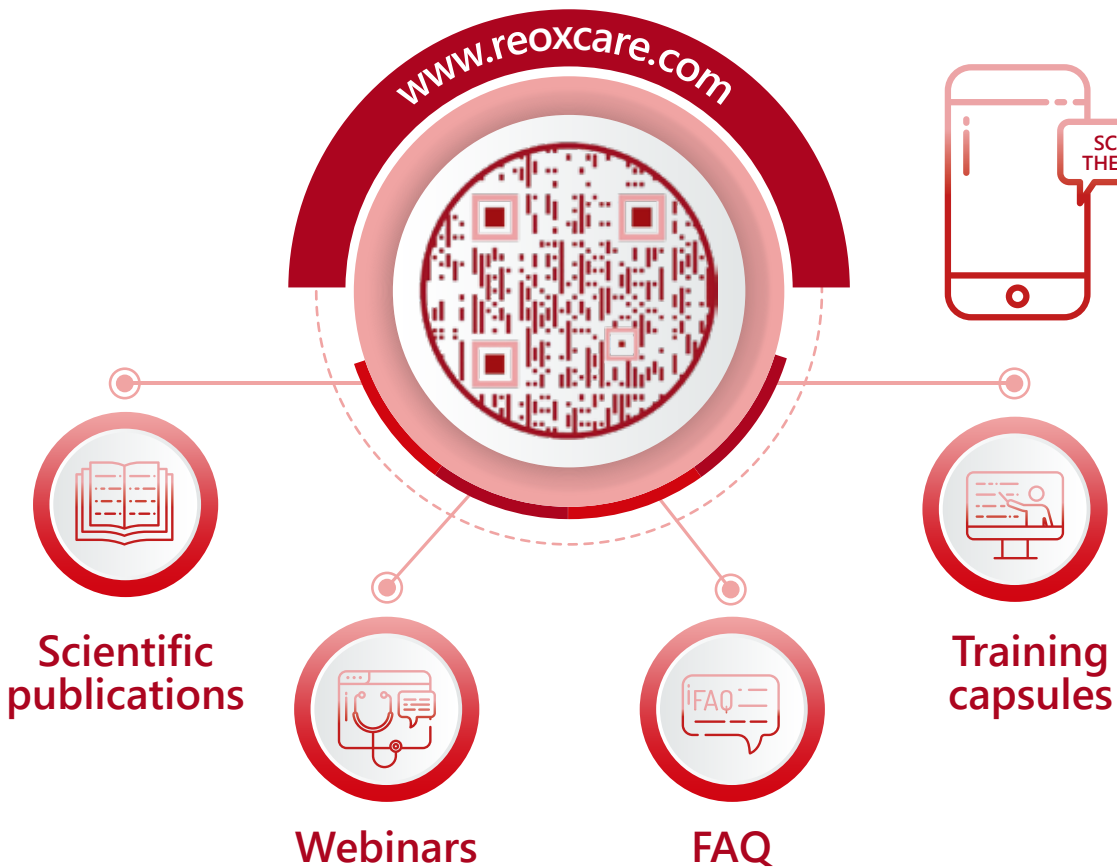 www.reoxcare.com
Scientific
publications
Webinars
FAQ
FAQ
Training
capsules